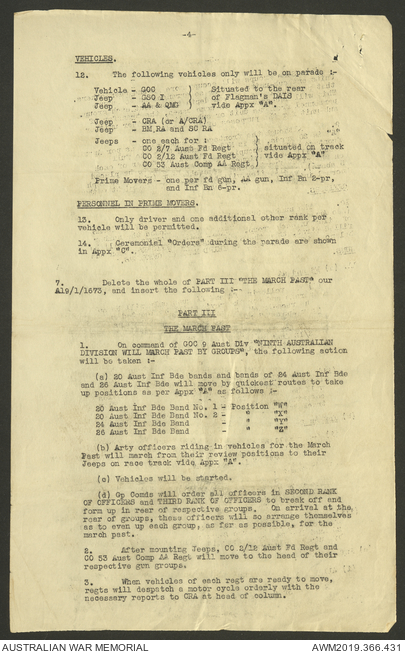 -4-
VEHICLES.
12. The following vehicles only will be on parade :-
Vehicle - GOC } Situated to the rear
Jeep - GSO I } of Flagman's DAIS
Jeep - AA & QMG } vide Appx "A".
Jeep - CRA (or A/CRA)
Jeep - BM,RA and SC RA
Jeeps - one each for :
CO 2/7 Aust Fd Regt } situated on track
CO 2/12 Aust Fd Regt } vide Appx "A"
CO 53 Aust Comp AA Regt }
Prime Movers - one per fd gun, AA gun, Inf Bn 2-pr,
and Inf Bn 6-pr.
PERSONNEL IN PRIME MOVERS.
13. Only driver and one additional other rank per
vehicle will be permitted.
14. Ceremonial "Orders" during the parade are shown
in Appx "C".
7. Delete the whole of PART III "THE MARCH PAST" our
A19/1/1673, and insert the following :-
PART III
THE MARCH PAST
1. On command of GOC 9 Aust Div "NINTH AUSTRALIAN
DIVISION WILL MARCH PAST BY GROUPS", the following action
will be taken :-
(a) 20 Aust Inf Bde bands and bands of 24 Aust Inf Bde
and 26 Aust Inf Bde will move by quickest routes to take
up positions as per Appx "A" as follows :-
20 Aust Inf Bde Band No. 1 - Position "W"
20 Aust Inf Bde Band No. 2 - " "X"
24 Aust Inf Bde Band - " "Y"
26 Aust Inf Bde Band - " "Z"
(b) Arty officers riding in vehicles for the March
Past will march from their review positions to their
Jeeps on race track vide Appx "A".
(c) Vehicles will be started.
(d) Gp Comds will order all officers in SECOND RANK
OF OFFICERS and THIRD RANK OF OFFICERS to break off and
form up in rear of respective groups. On arrival at the
rear of groups, these officers will so arrange themselves
as to even up each group, as far as possible, for the
march past.
2. After mounting Jeeps, CO 2/12 Aust Fd Regt and
CO 53 Aust Comp AA Regt will move to the head of their
respective gun groups.
3. When vehicles of each regt are ready to move,
regts will despatch a motor cycle orderly with the
necessary reports to CRA at head of column.
AUSTRALIAN WAR MEMORIAL
AWM2019.366.431